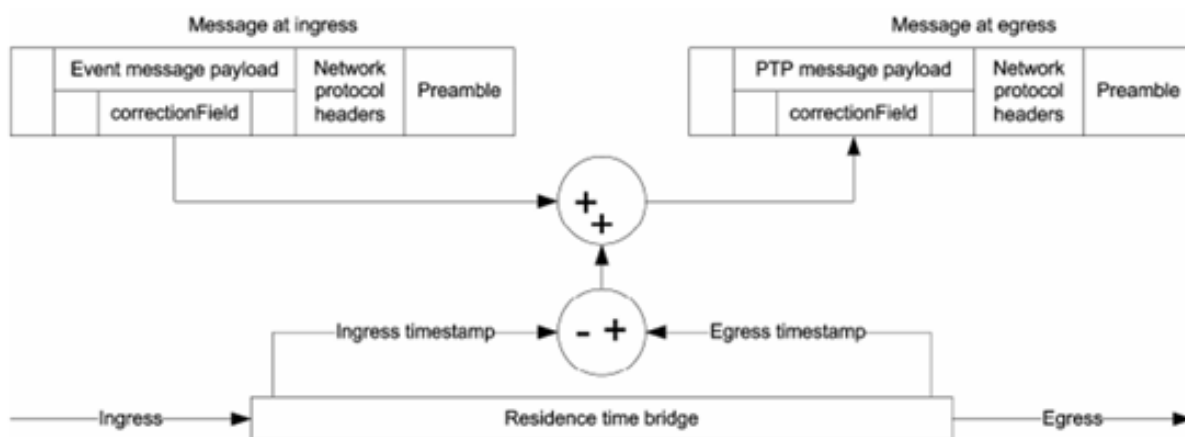 Message at ingress
Message at egress
Event message payload
correctionField
Network
protocol
headers
Preamble
PTP message payload
correctionField
Network
protocol
headers
Preamble
+
+
Ingress timestamp
- +
Egress timestamp
Ingress
Residence time bridge
Egress